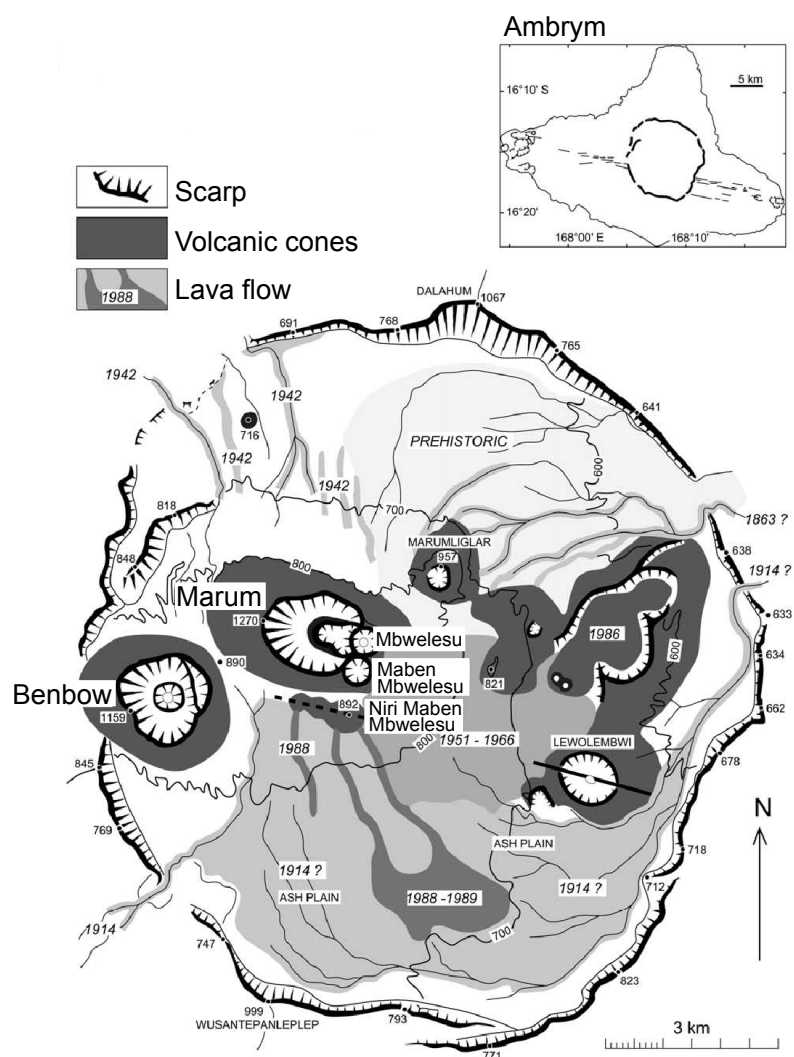 Ambrym
5 km
16°10' S
16°20'
168°00' E
168°10'
Scarp
Volcanic cones
1988
Lava flow
DALAHUM
1067
691
768
765
1942
1942
641
716
PREHISTORIC
600
1942
1942
818
700
1863 ?
MARUMLIGLAR
848
957
638
800
1914 ?
Marum
1270
1986
633
Mbwelesu
634
890
821
600
Maben
Mbwelesu
Benbow
662
1159
892
Niri Maben
Mbwelesu
1988
1951 - 1966
800
LEWOLEMBWI
678
845
769
N
ASH PLAIN
718
1914 ?
712
ASH PLAIN
1988 -1989
1914 ?
1914
700
747
823
999
793
WUSANTEPANLEPLEP
771
3 km